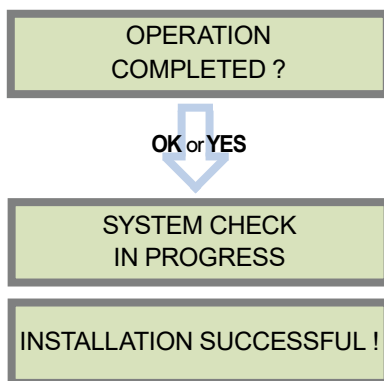 OPERATION
COMPLETED ?
OK or YES
SYSTEM CHECK
IN PROGRESS
INSTALLATION SUCCESSFUL !